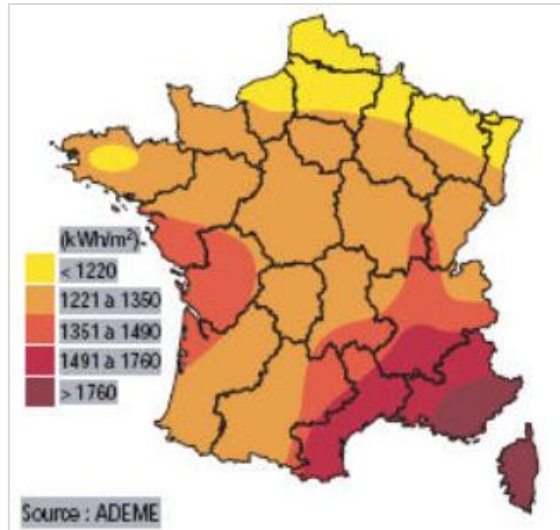 (kWh/m²)
< 1220
1221 à 1350
1351 à 1490
1491 à 1760
> 1760
Source : ADEME